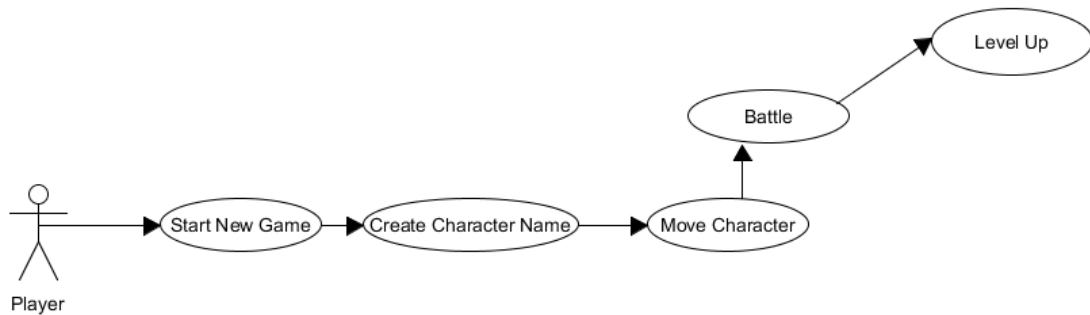 Level Up
Battle
Start New Game
Create Character Name
Move Character
Player